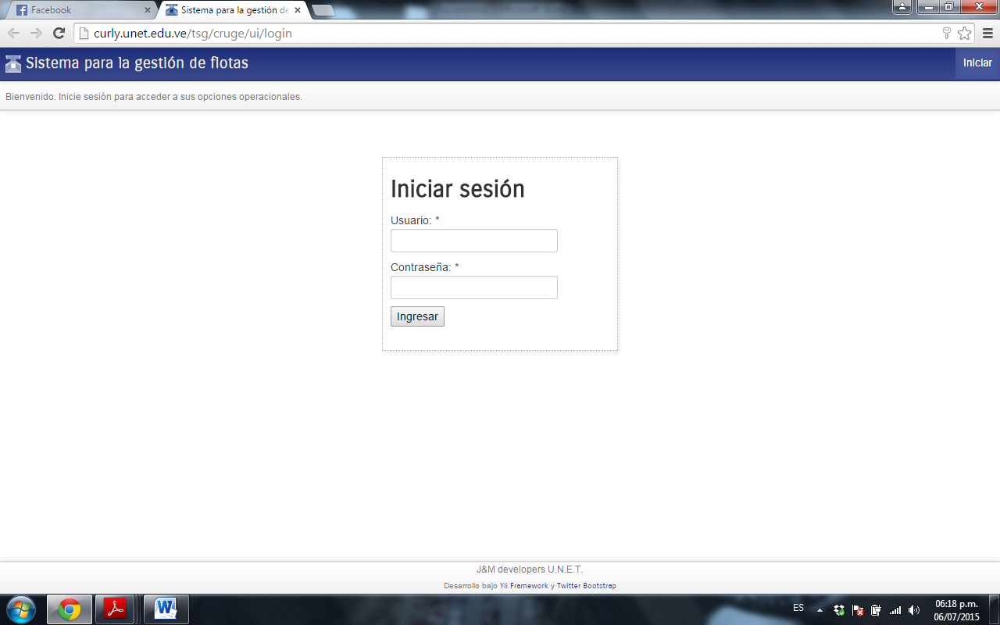 Facebook
Sistema para la gestión de
curly.unet.edu.ve/tsg/cruge/ui/login
Sistema para la gestión de flotas
Iniciar
Bienvenido. Inicie sesión para acceder a sus opciones operacionales.
Iniciar sesión
Usuario: *
Contraseña: *
Ingresar
J&M developers U.N.E.T.
Desarrollo bajo Yii Framework y Twitter Bootstrap
ES
06:18 p.m.
06/07/2015